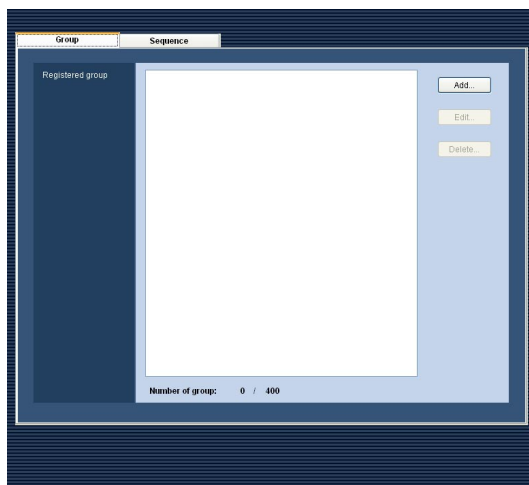 Group Sequence
Registered group
Add...
Edit...
Delete...
Number of group: 0 / 400